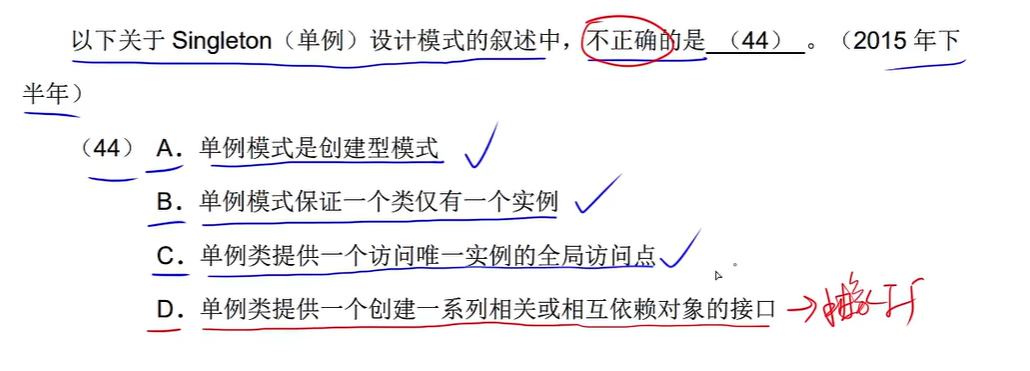 以下关于 Singleton（单例）设计模式的叙述中，不正确的是 （44） 。（2015 年下
半年）
（44） A．单例模式是创建型模式
B．单例模式保证一个类仅有一个实例
C．单例类提供一个访问唯一实例的全局访问点
D．单例类提供一个创建一系列相关或相互依赖对象的接口 → 抽象工厂